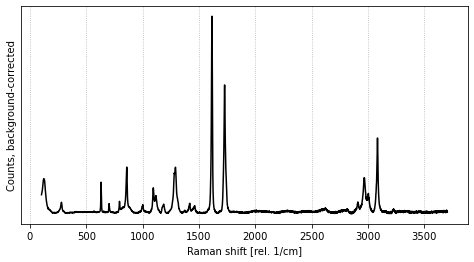 Counts, background-corrected
0 500 1000 1500 2000 2500 3000 3500
Raman shift [rel. 1/cm]